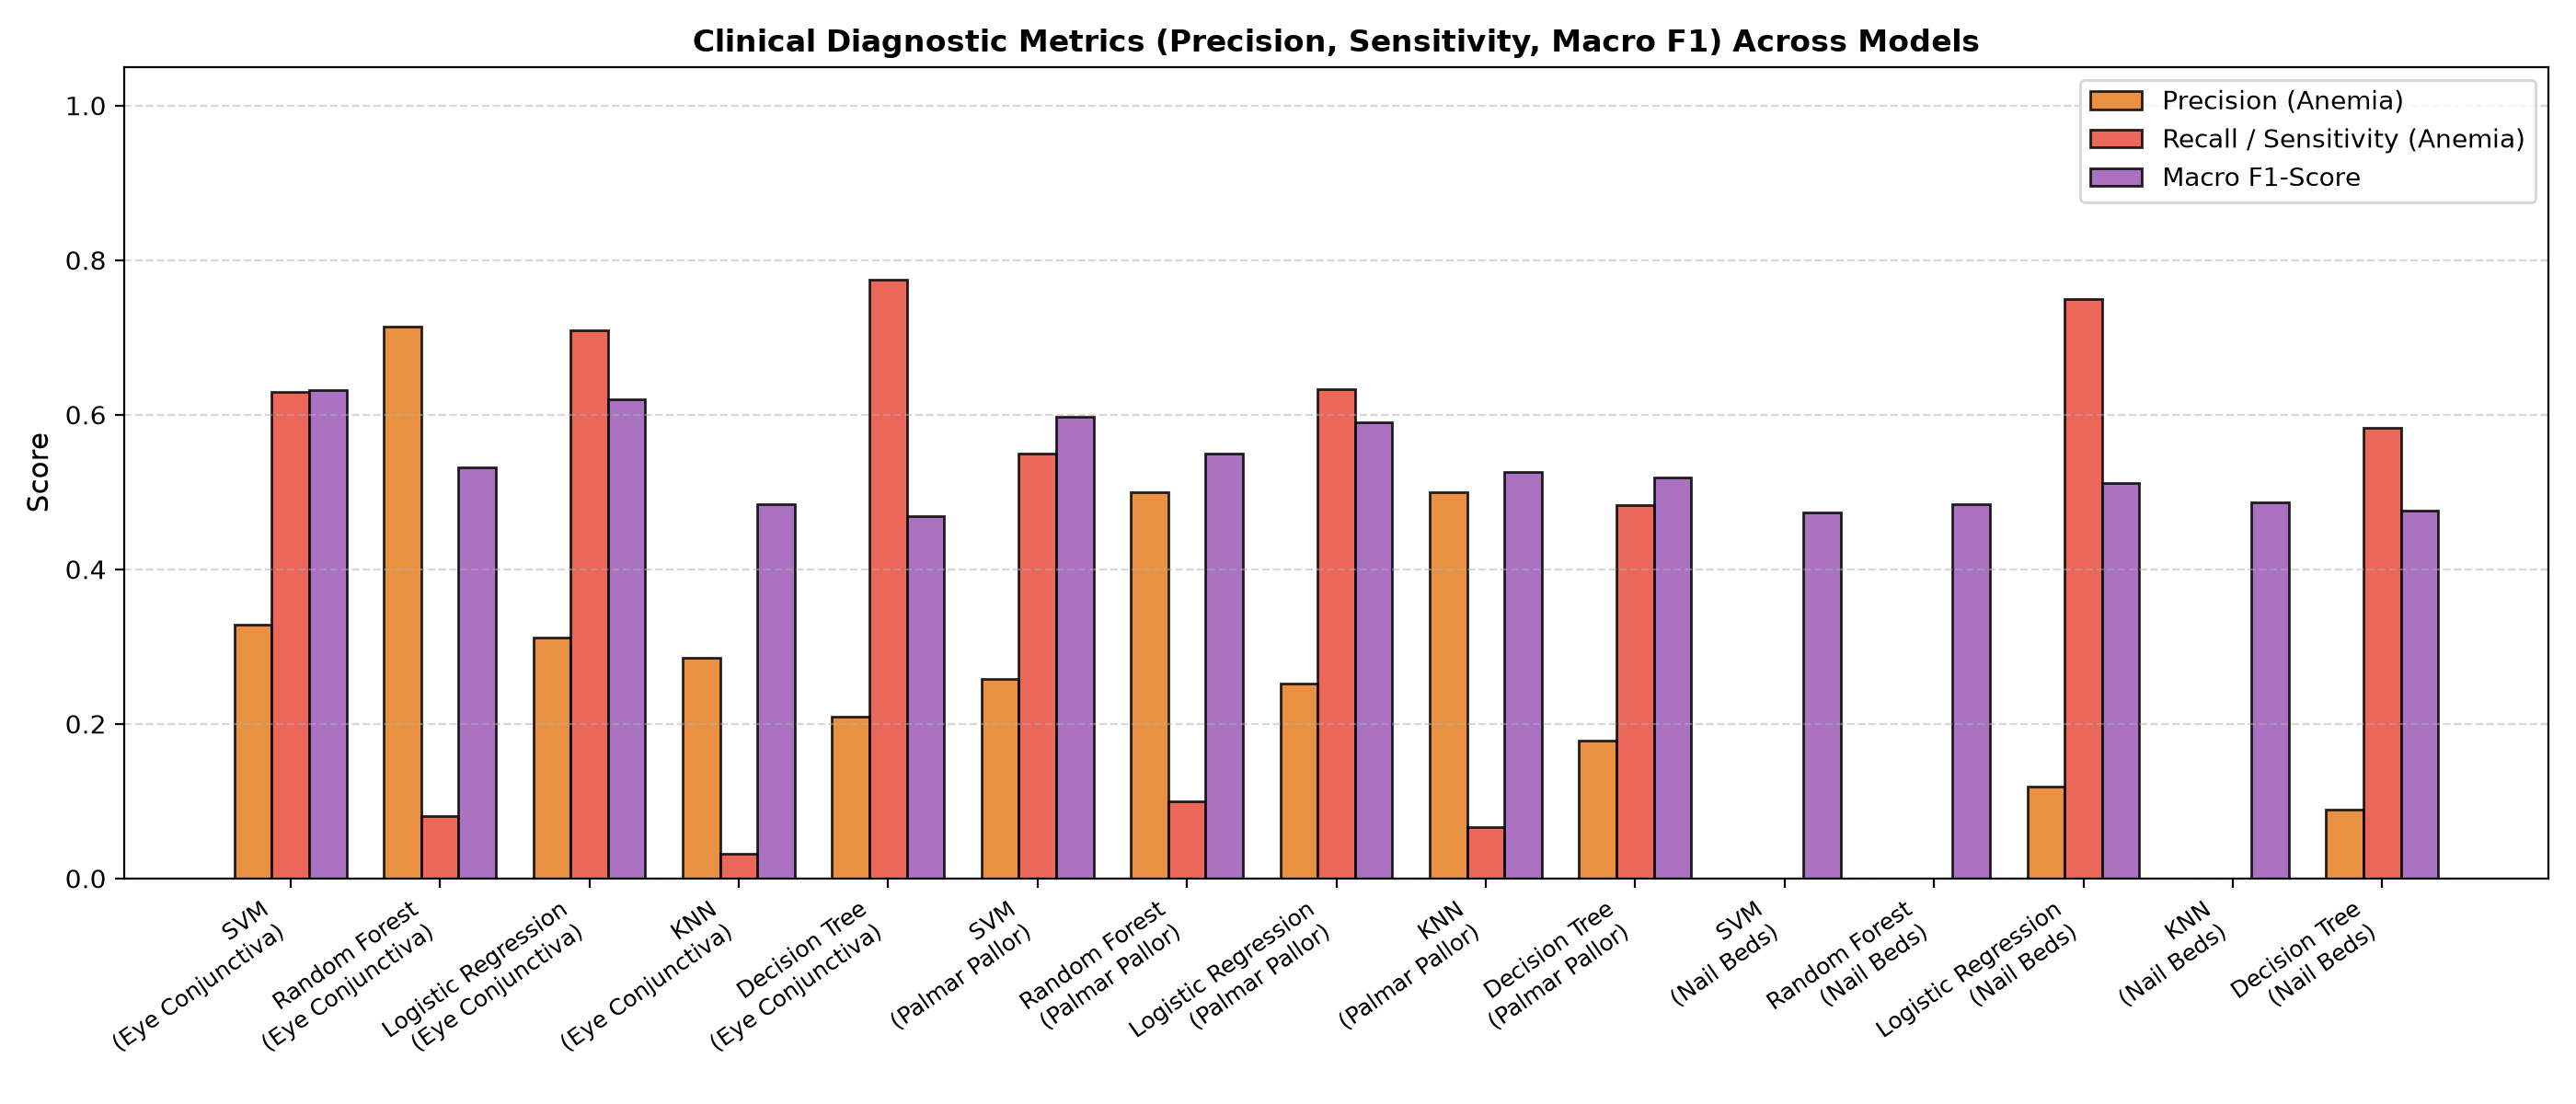 Clinical Diagnostic Metrics (Precision, Sensitivity, Macro F1) Across Models
Precision (Anemia)
Recall / Sensitivity (Anemia)
Macro F1-Score
Score
1.0
0.8
0.6
0.4
0.2
0.0
SVM
(Eye Conjunctiva)
Random Forest
(Eye Conjunctiva)
Logistic Regression
(Eye Conjunctiva)
KNN
(Eye Conjunctiva)
Decision Tree
(Eye Conjunctiva)
SVM
(Palmar Pallor)
Random Forest
(Palmar Pallor)
Logistic Regression
(Palmar Pallor)
KNN
(Palmar Pallor)
Decision Tree
(Palmar Pallor)
SVM
(Nail Beds)
Random Forest
(Nail Beds)
Logistic Regression
(Nail Beds)
KNN
(Nail Beds)
Decision Tree
(Nail Beds)